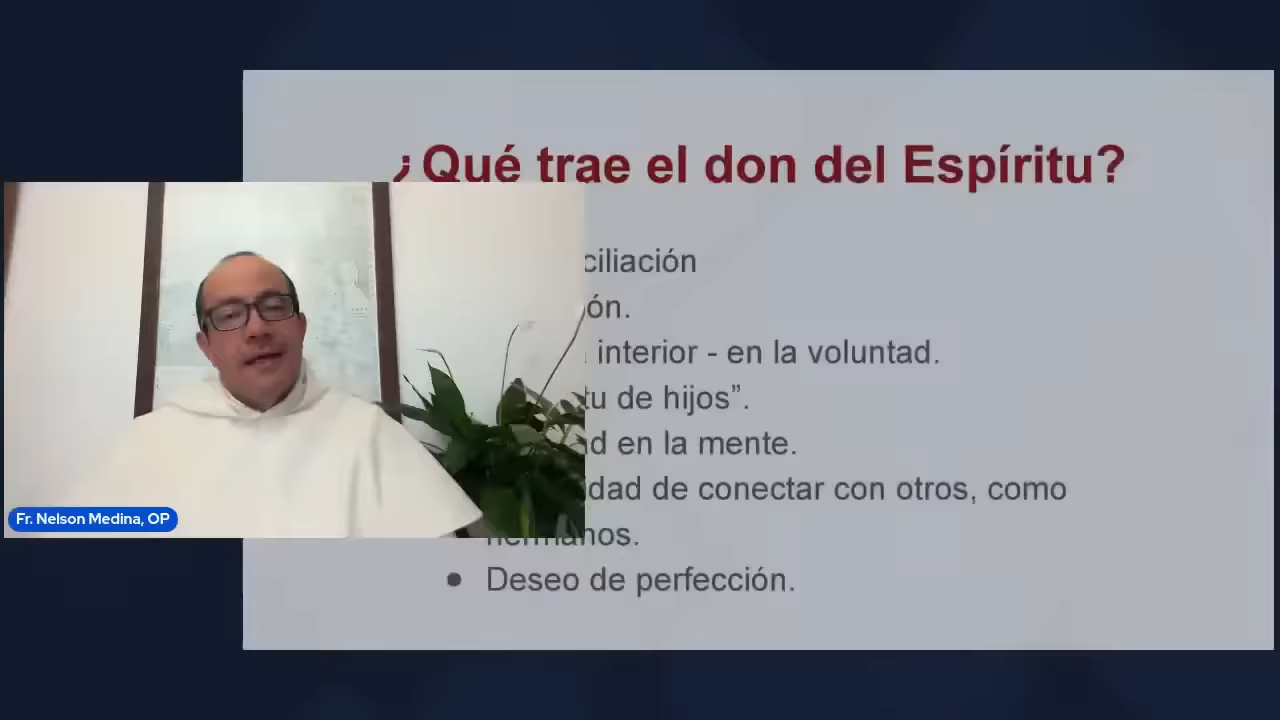 ¿Qué trae el don del Espíritu?
ciliación
ón.
interior - en la voluntad.
tu de hijos”.
d en la mente.
dad de conectar con otros, como
hermanos.
Deseo de perfección.
Fr. Nelson Medina, OP